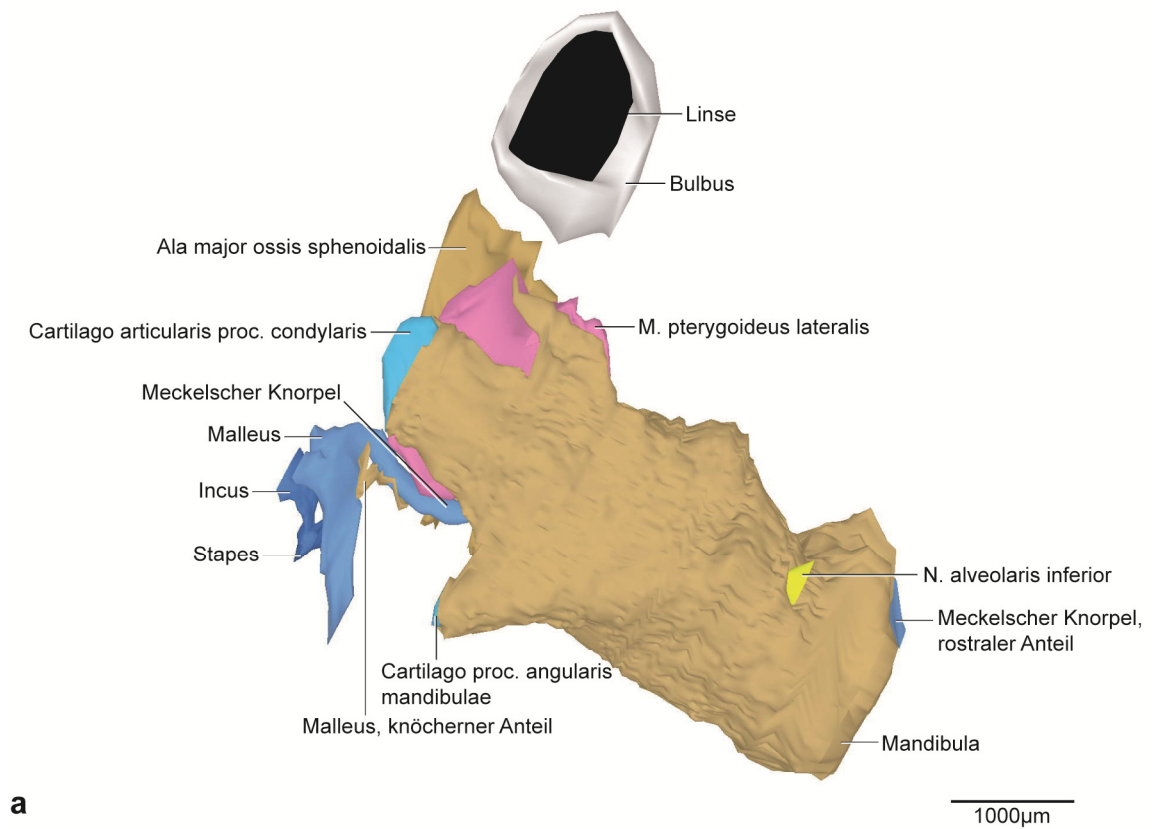 Linse
Bulbus
Ala major ossis sphenoidalis
Cartilago articularis proc. condylaris
M. pterygoideus lateralis
Meckelscher Knorpel
Malleus
Incus
Stapes
N. alveolaris inferior
Meckelscher Knorpel,
rostraler Anteil
Cartilago proc. angularis
mandibulae
Malleus, knöcherner Anteil
Mandibula
a
1000µm